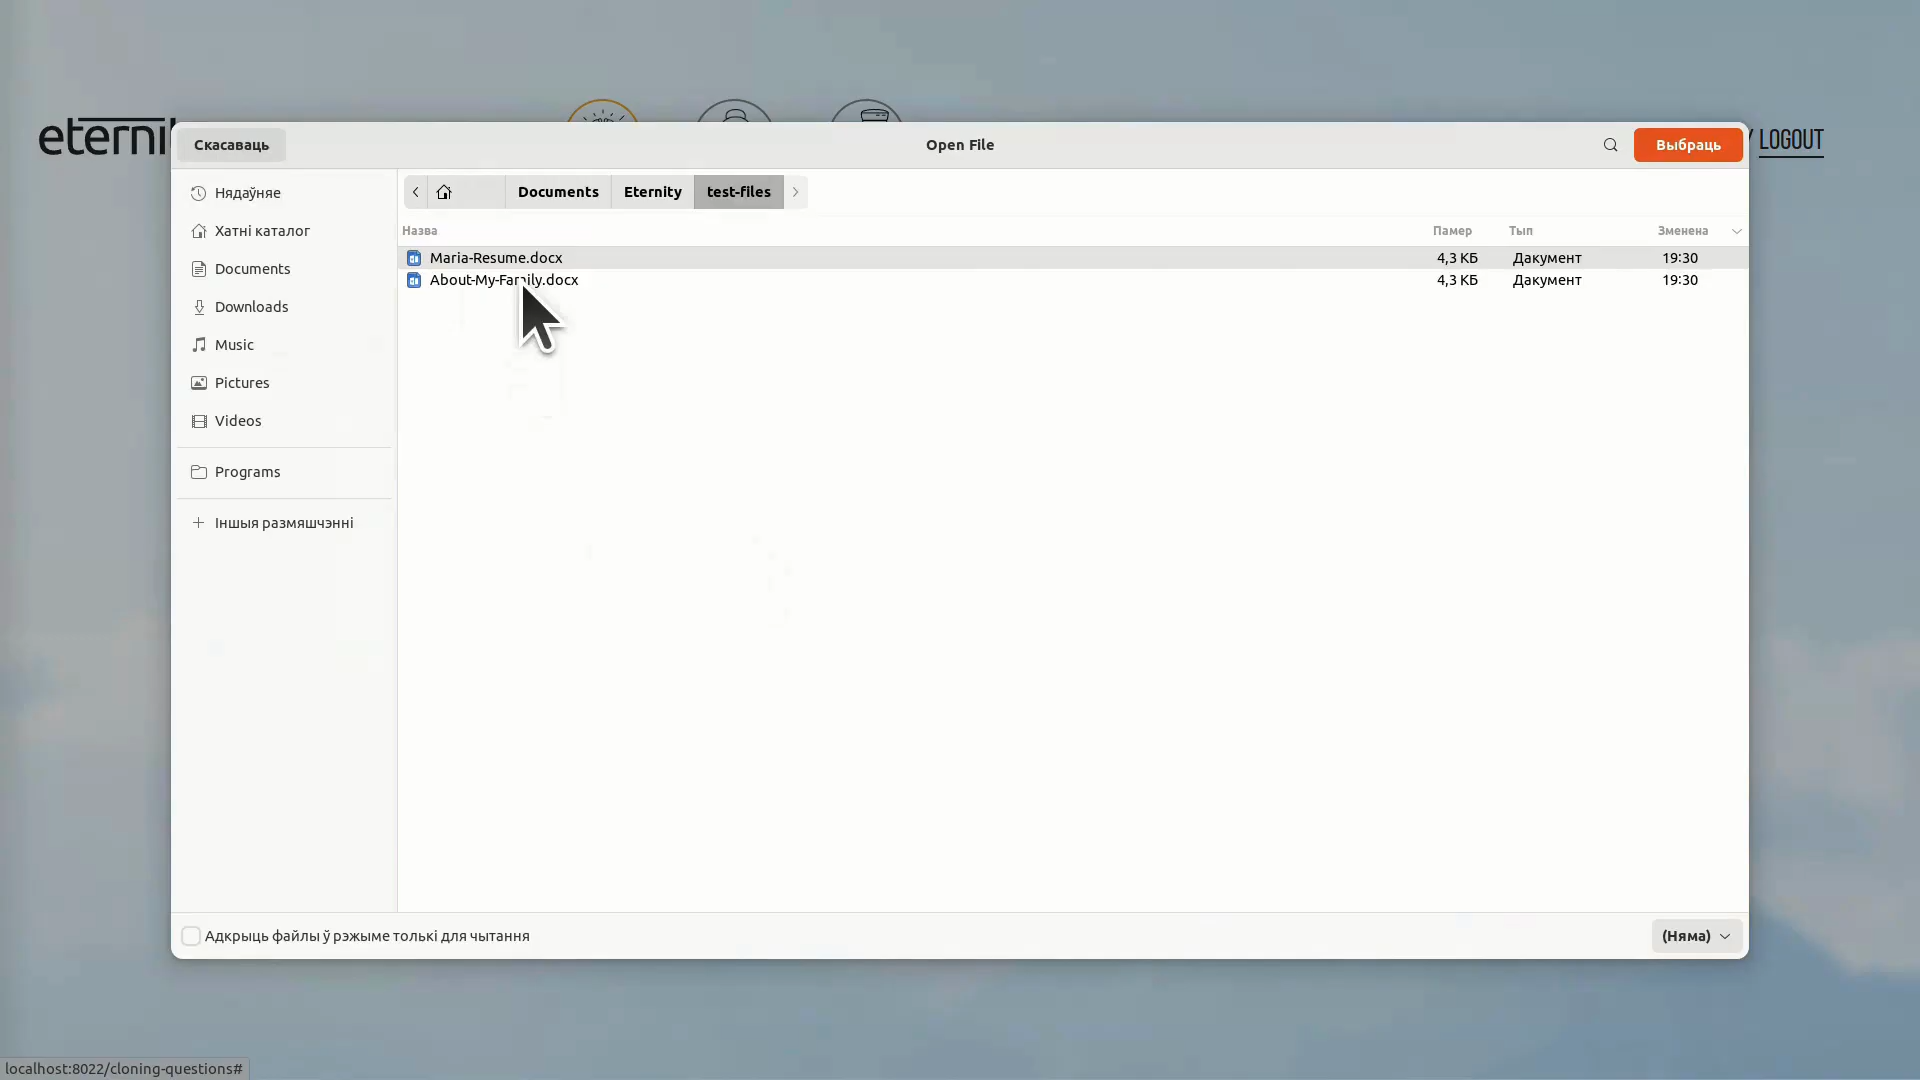 LOGOUT
Скасаваць
Open File
Выбраць
Нядаўняе
Хатні каталог
Documents
Downloads
Music
Pictures
Videos
Programs
Іншыя размяшчэнні
Documents
Eternity
test-files
Назва
Памер
Тып
Зменена
Maria-Resume.docx
4,3 КБ
Дакумент
19:30
About-My-Family.docx
4,3 КБ
Дакумент
19:30
Адкрыць файлы ў рэжыме толькі для чытання
(Няма)
localhost:8022/cloning-questions#